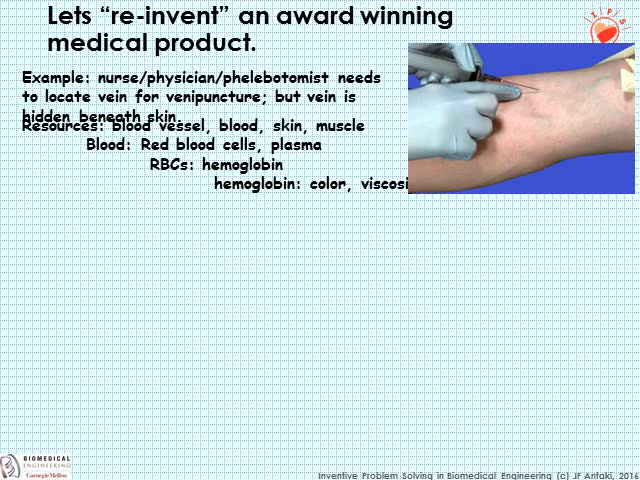 Lets “re-invent” an award winning
medical product.
I P S
Example: nurse/physician/phelebotomist needs
to locate vein for venipuncture; but vein is
hidden beneath skin.
Resources: blood vessel, blood, skin, muscle
Blood: Red blood cells, plasma
RBCs: hemoglobin
hemoglobin: color, viscosi
BIOMEDICAL
ENGINEERING
Carnegie Mellon
Inventive Problem Solving in Biomedical Engineering (c) JF Antaki, 2016